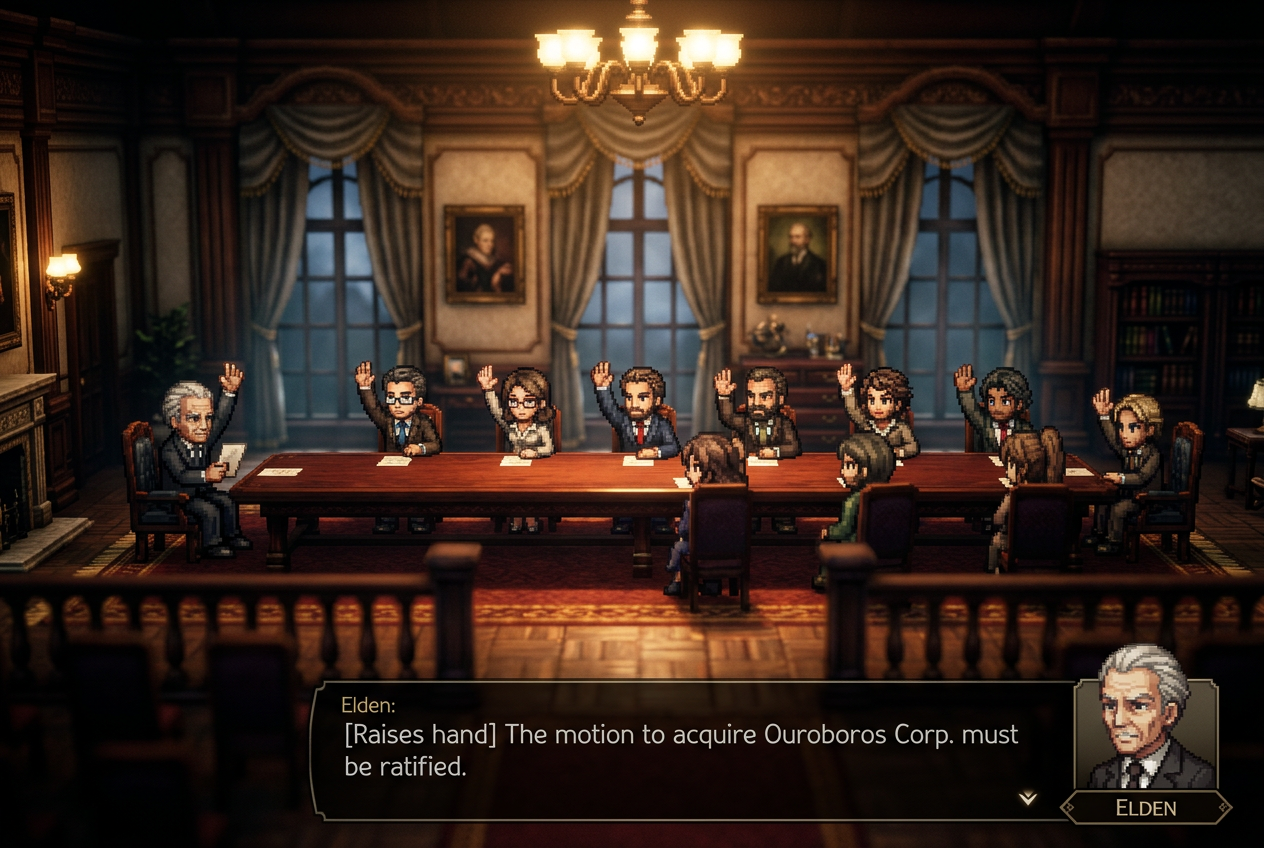 Elden:
[Raises hand] The motion to acquire Ouroboros Corp. must
be ratified.
ELDEN